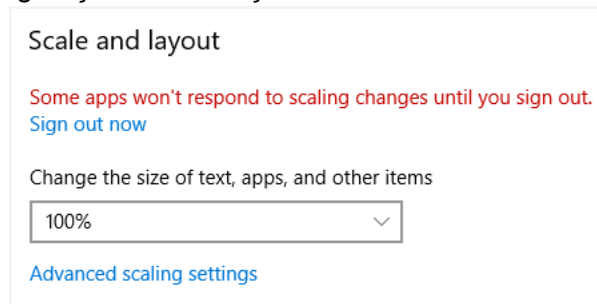 Scale and layout
Some apps won't respond to scaling changes until you sign out.
Sign out now
Change the size of text, apps, and other items
100%
Advanced scaling settings